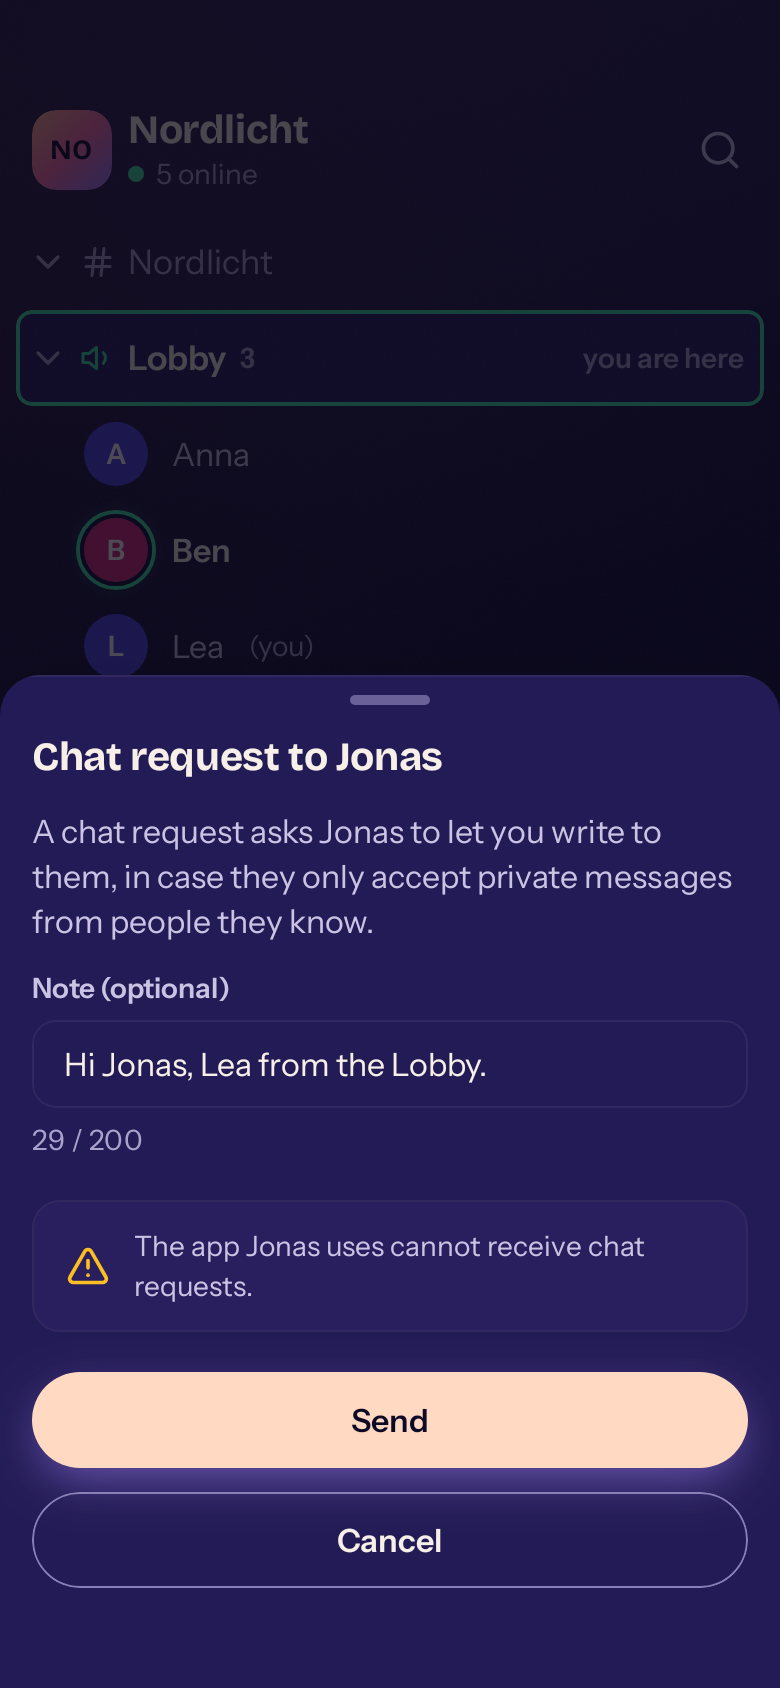 NO
Nordlicht
5 online
# Nordlicht
Lobby 3 you are here
A Anna
B Ben
L Lea (you)
Chat request to Jonas
A chat request asks Jonas to let you write to
them, in case they only accept private messages
from people they know.
Note (optional)
Hi Jonas, Lea from the Lobby.
29 / 200
The app Jonas uses cannot receive chat
requests.
Send
Cancel